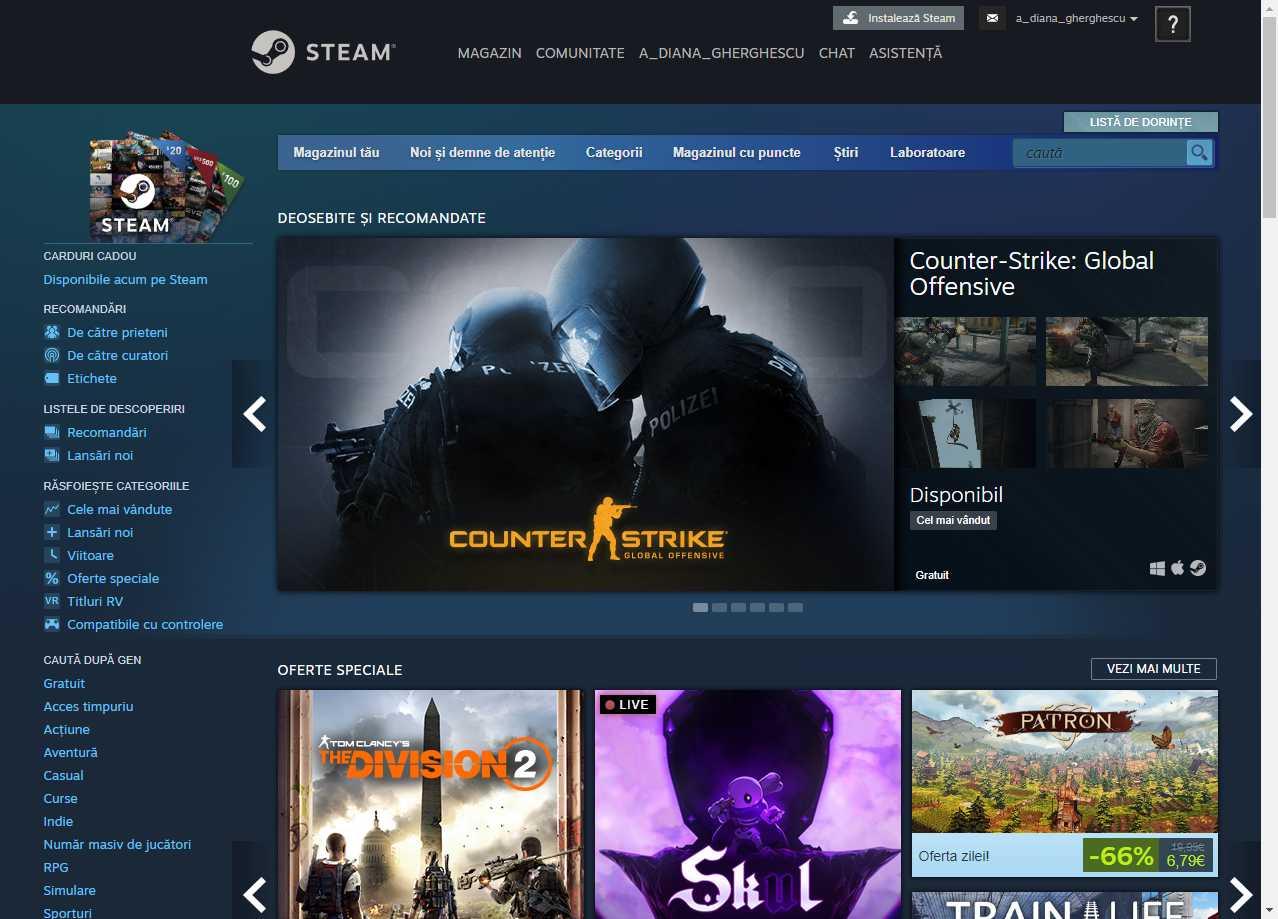 Instalează Steam
a_diana_gherghescu
?
STEAM®
MAGAZIN COMUNITATE A_DIANA_GHERGHESCU CHAT ASISTENȚĂ
LISTĂ DE DORINȚE
Magazinul tău Noi și demne de atenție Categorii Magazinul cu puncte Știri Laboratoare
caută
$20
$100
STEAM
CARDURI CADOU
Disponibile acum pe Steam
RECOMANDĂRI
De către prieteni
De către curatori
Etichete
LISTELE DE DESCOPERIRI
Recomandări
Lansări noi
RĂSFOIEȘTE CATEGORIILE
Cele mai vândute
Lansări noi
Viitoare
% Oferte speciale
VR Titluri RV
Compatibile cu controlere
CAUTĂ DUPĂ GEN
Gratuit
Acces timpuriu
Acțiune
Aventură
Casual
Curse
Indie
Număr masiv de jucători
RPG
Simulare
Sporturi
DEOSEBITE ȘI RECOMANDATE
POLIZEI
POLIZEI
COUNTER STRIKE
GLOBAL OFFENSIVE
Counter-Strike: Global
Offensive
Disponibil
Cel mai vândut
Gratuit
OFERTE SPECIALE
VEZI MAI MULTE
TOM CLANCY'S
THE DIVISION 2
LIVE
Skul
PATRON
Oferta zilei!
-66%
19,99€
6,79€
TRAIN LIFE